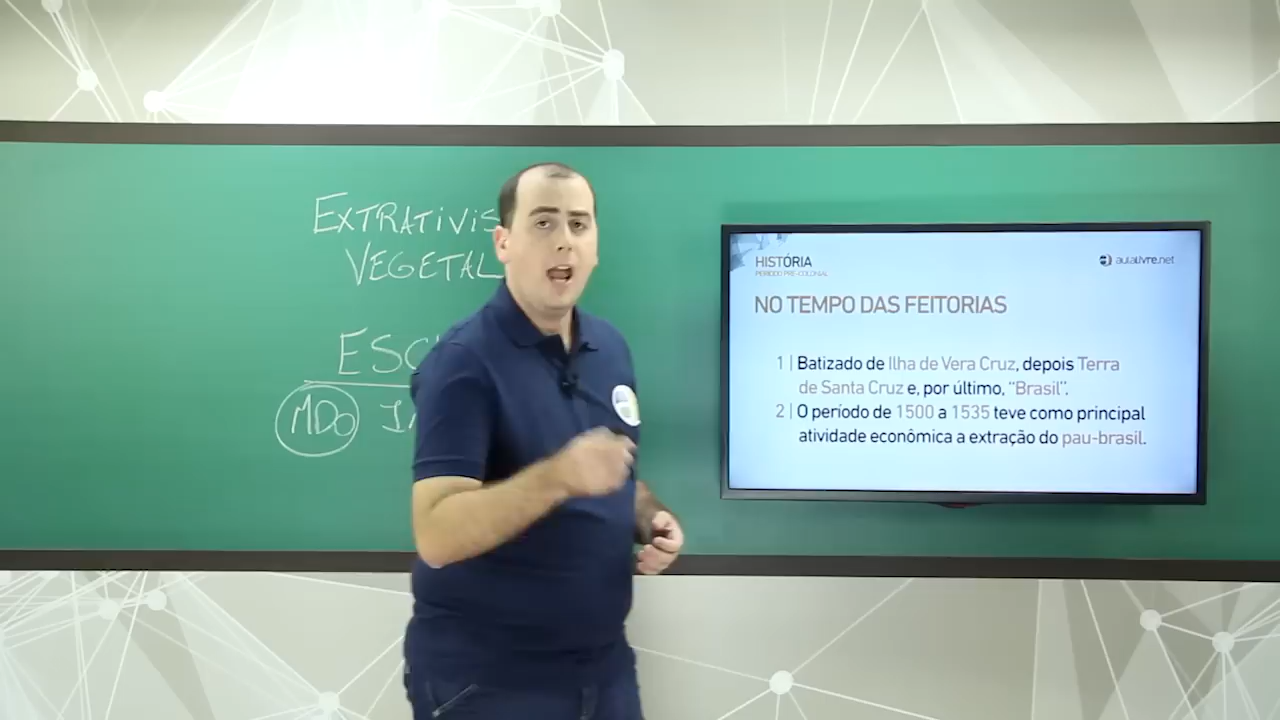 EXTRATIVIS
VEGETAL
ESC
MDO
HISTÓRIA
PERÍODO PRÉ-COLONIAL
aulalivre.net
NO TEMPO DAS FEITORIAS
1 | Batizado de Ilha de Vera Cruz, depois Terra
de Santa Cruz e, por último, “Brasil”.
2 | O período de 1500 a 1535 teve como principal
atividade econômica a extração do pau-brasil.